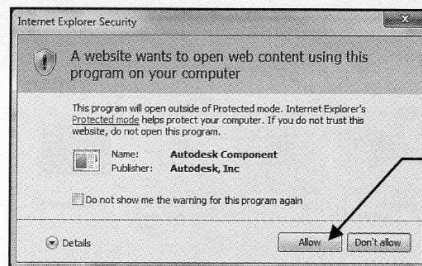 Internet Explorer Security
A website wants to open web content using this
program on your computer
This program will open outside of Protected mode. Internet Explorer's
Protected mode helps protect your computer. If you do not trust this
website, do not open this program.
Name: Autodesk Component
Publisher: Autodesk, Inc
Do not show me the warning for this program again
Details
Allow
Don't allow